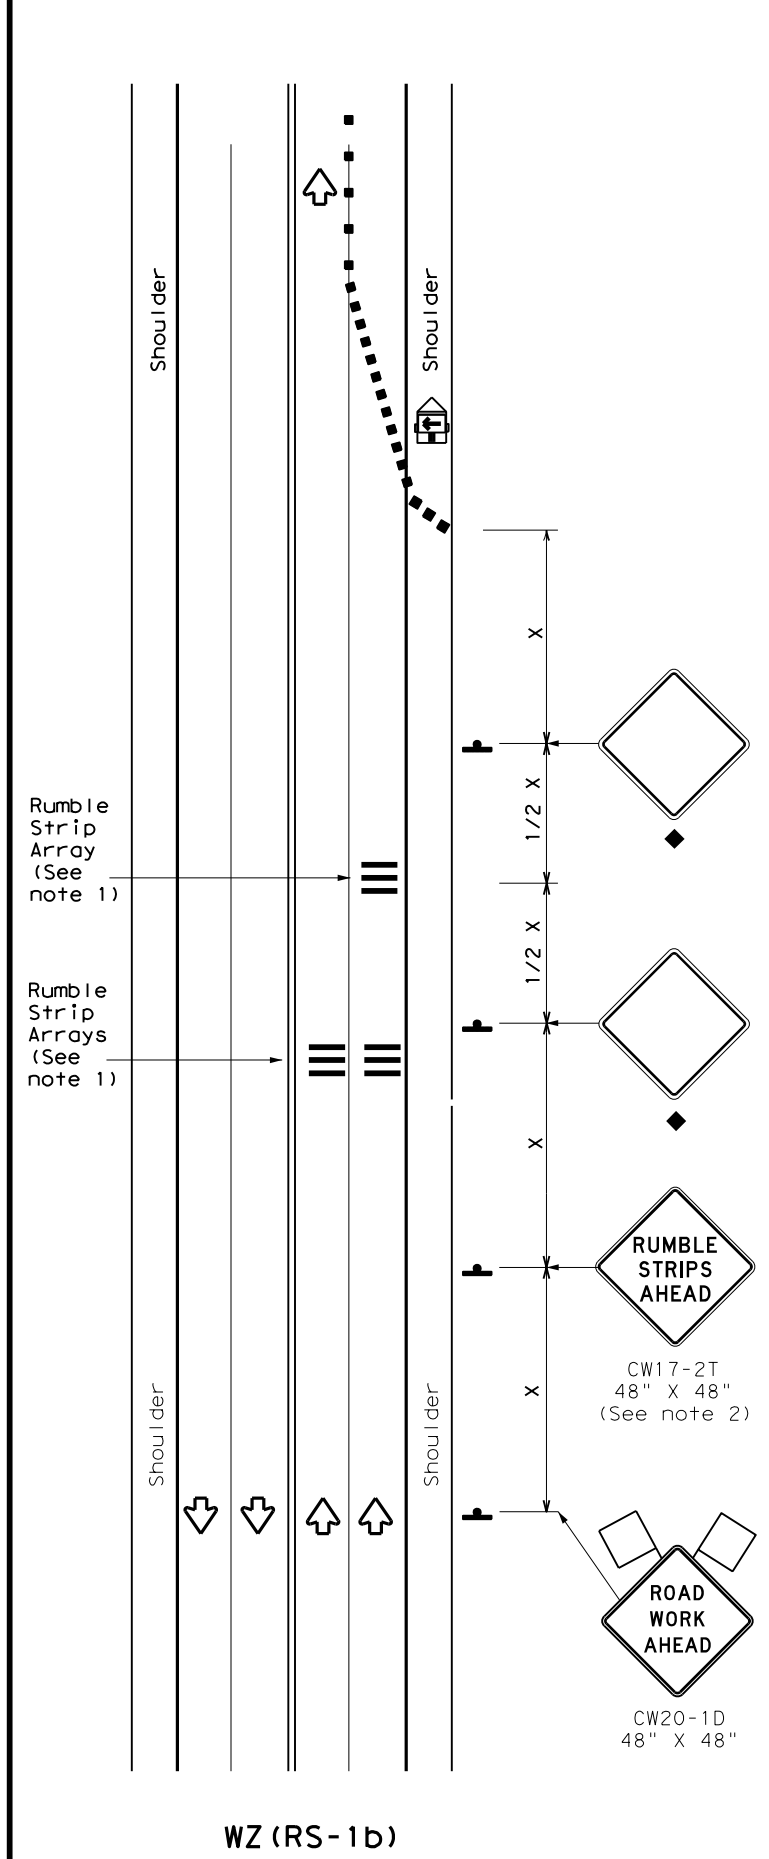 Shoulder
Shoulder
X
Rumble
Strip
Array
(See
note 1)
1/2 X
1/2 X
Rumble
Strip
Arrays
(See
note 1)
X
RUMBLE
STRIPS
AHEAD
CW17-2T
48" X 48"
(See note 2)
X
Shoulder
Shoulder
ROAD
WORK
AHEAD
CW20-1D
48" X 48"
WZ(RS-1b)